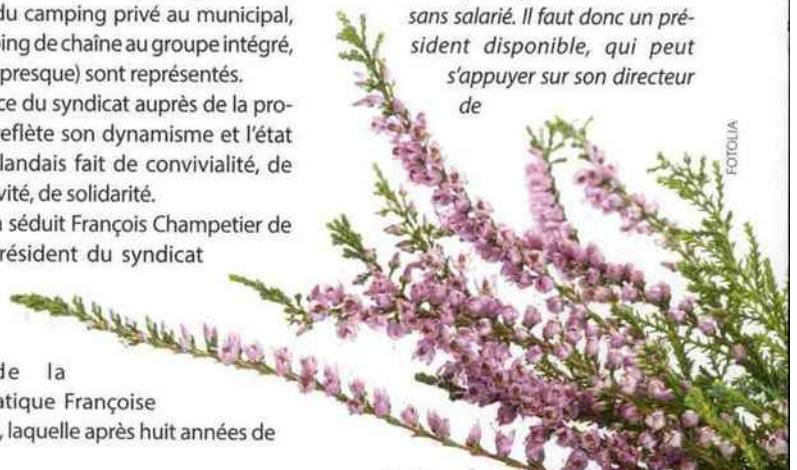 du camping privé au municipal,
ing de chaîne au groupe intégré,
presque) sont représentés.
ce du syndicat auprès de la pro-
eflète son dynamisme et l'état
landais fait de convivialité, de
vité, de solidarité.
a séduit François Champetier de
résident du syndicat
de la
atique Françoise
, laquelle après huit années de
sans salarié. Il faut donc un pré-
sident disponible, qui peut
s'appuyer sur son directeur
de
FOTOLIA